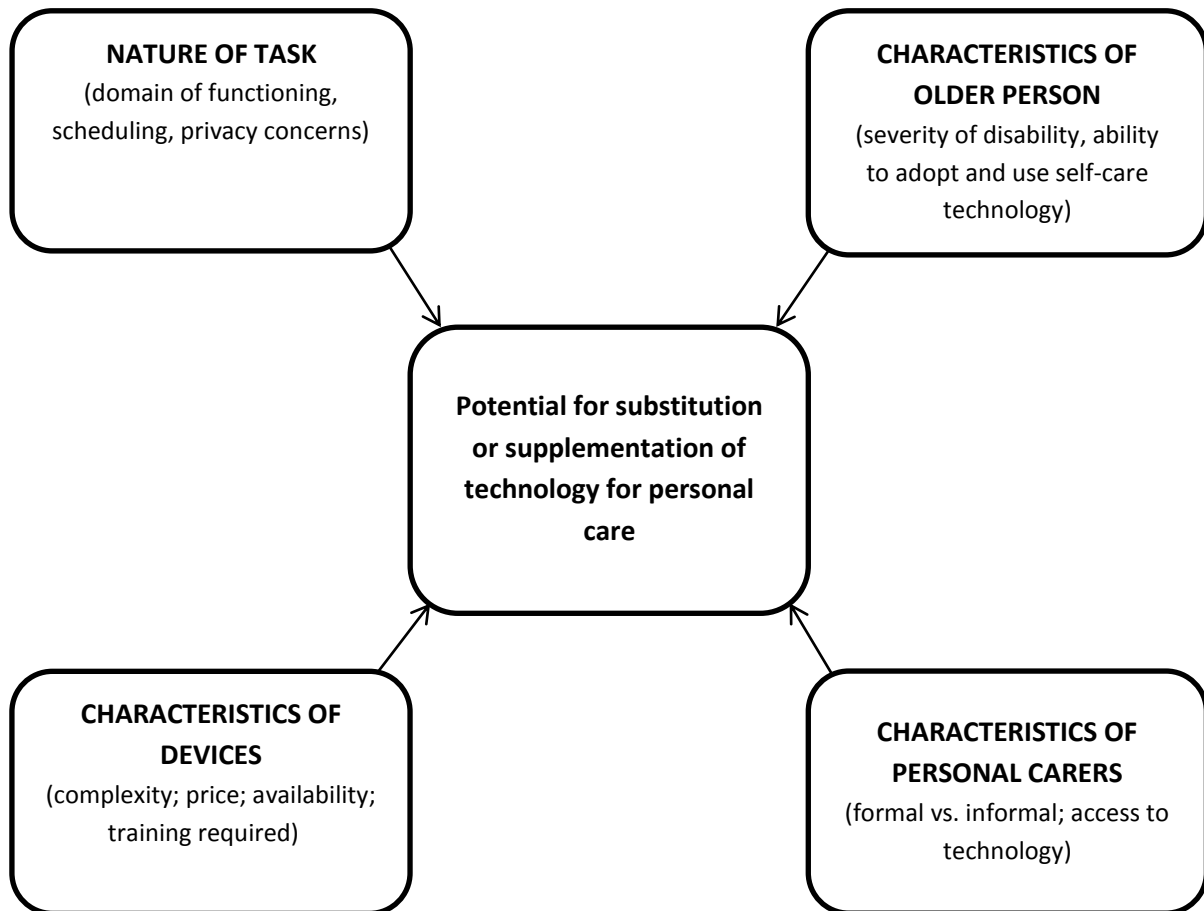 NATURE OF TASK
(domain of functioning,
scheduling, privacy concerns)
CHARACTERISTICS OF
OLDER PERSON
(severity of disability, ability
to adopt and use self-care
technology)
Potential for substitution
or supplementation of
technology for personal
care
CHARACTERISTICS OF
DEVICES
(complexity; price; availability;
training required)
CHARACTERISTICS OF
PERSONAL CARERS
(formal vs. informal; access to
technology)